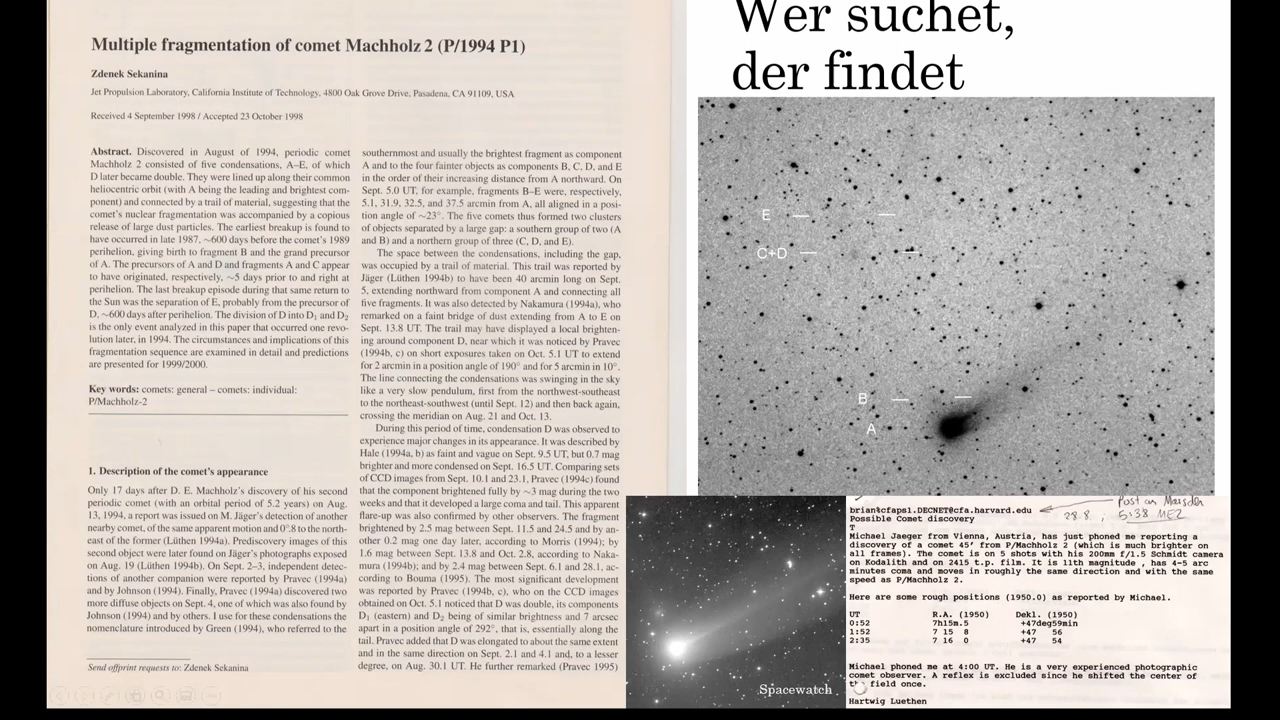 Multiple fragmentation of comet Machholz 2 (P/1994 P1)
Zdenek Sekanina
Jet Propulsion Laboratory, California Institute of Technology, 4800 Oak Grove Drive, Pasadena, CA 91109, USA
Received 4 September 1998 / Accepted 23 October 1998
Abstract. Discovered in August of 1994, periodic comet
Machholz 2 consisted of five condensations, A–E, of which
D later became double. They were lined up along their common
heliocentric orbit (with A being the leading and brightest com-
ponent) and connected by a trail of material, suggesting that the
comet's nuclear fragmentation was accompanied by a copious
release of large dust particles. The earliest breakup is found to
have occurred in late 1987, ~600 days before the comet's 1989
perihelion, giving birth to fragment B and the grand precursor
of A. The precursors of A and D and fragments A and C appear
to have originated, respectively, ~5 days prior to and right at
perihelion. The last breakup episode during that same return to
the Sun was the separation of E, probably from the precursor of
D, ~600 days after perihelion. The division of D into D1 and D2
is the only event analyzed in this paper that occurred one revo-
lution later, in 1994. The circumstances and implications of this
fragmentation sequence are examined in detail and predictions
are presented for 1999/2000.
Key words: comets: general – comets: individual:
P/Machholz-2
1. Description of the comet's appearance
Only 17 days after D. E. Machholz's discovery of his second
periodic comet (with an orbital period of 5.2 years) on Aug.
13, 1994, a report was issued on M. Jäger's detection of another
nearby comet, of the same apparent motion and 0°.8 to the north-
east of the former (Lüthen 1994a). Prediscovery images of this
second object were later found on Jäger's photographs exposed
on Aug. 19 (Lüthen 1994b). On Sept. 2–3, independent detec-
tions of another companion were reported by Pravec (1994a)
and by Johnson (1994). Finally, Pravec (1994a) discovered two
more diffuse objects on Sept. 4, one of which was also found by
Johnson (1994) and by others. I use for these condensations the
nomenclature introduced by Green (1994), who referred to the
Send offprint requests to: Zdenek Sekanina
southernmost and usually the brightest fragment as component
A and to the four fainter objects as components B, C, D, and E
in the order of their increasing distance from A northward. On
Sept. 5.0 UT, for example, fragments B–E were, respectively,
5.1, 31.9, 32.5, and 37.5 arcmin from A, all aligned in a posi-
tion angle of ~23°. The five comets thus formed two clusters
of objects separated by a large gap: a southern group of two (A
and B) and a northern group of three (C, D, and E).
The space between the condensations, including the gap,
was occupied by a trail of material. This trail was reported by
Jäger (Lüthen 1994b) to have been 40 arcmin long on Sept.
5, extending northward from component A and connecting all
five fragments. It was also detected by Nakamura (1994a), who
remarked on a faint bridge of dust extending from A to E on
Sept. 13.8 UT. The trail may have displayed a local brighten-
ing around component D, near which it was noticed by Pravec
(1994b, c) on short exposures taken on Oct. 5.1 UT to extend
for 2 arcmin in a position angle of 190° and for 5 arcmin in 10°.
The line connecting the condensations was swinging in the sky
like a very slow pendulum, first from the northwest-southeast
to the northeast-southwest (until Sept. 12) and then back again,
crossing the meridian on Aug. 21 and Oct. 13.
During this period of time, condensation D was observed to
experience major changes in its appearance. It was described by
Hale (1994a, b) as faint and vague on Sept. 9.5 UT, but 0.7 mag
brighter and more condensed on Sept. 16.5 UT. Comparing sets
of CCD images from Sept. 10.1 and 23.1, Pravec (1994c) found
that the component brightened fully by ~3 mag during the two
weeks and that it developed a large coma and tail. This apparent
flare-up was also confirmed by other observers. The fragment
brightened by 2.5 mag between Sept. 11.5 and 24.5 and by an-
other 0.2 mag one day later, according to Morris (1994); by
1.6 mag between Sept. 13.8 and Oct. 2.8, according to Naka-
mura (1994b); and by 2.4 mag between Sept. 6.1 and 28.1, ac-
cording to Bouma (1995). The most significant development
was reported by Pravec (1994b, c), who on the CCD images
obtained on Oct. 5.1 noticed that D was double, its components
D1 (eastern) and D2 being of similar brightness and 7 arcsec
apart in a position angle of 292°, that is, essentially along the
tail. Pravec added that D was elongated to about the same extent
and in the same direction on Sept. 2.1 and 4.1 and, to a lesser
degree, on Aug. 30.1 UT. He further remarked (Pravec 1995)
Wer suchet,
der findet
E
C+D
B
A
Spacewatch
Post an Marsden
28.8., 5:38 MEZ
brian%cfaps1.DECNET@cfa.harvard.edu
Possible Comet discovery
T
Michael Jaeger from Vienna, Austria, has just phoned me reporting a
discovery of a comet 45' from P/Machholz 2 (which is much brighter on
all frames). The comet is on 5 shots with his 200mm f/1.5 Schmidt camera
on Kodalith and on 2415 t.p. film. It is 11th magnitude , has 4-5 arc
minutes coma and moves in roughly the same direction and with the same
speed as P/Machholz 2.
Here are some rough positions (1950.0) as reported by Michael.
UT R.A. (1950) Dekl. (1950)
0:52 7h15m.5 +47deg59min
1:52 7 15 8 +47 56
2:35 7 16 0 +47 54
Michael phoned me at 4:00 UT. He is a very experienced photographic
comet observer. A reflex is excluded since he shifted the center of
the field once.
Hartwig Luethen